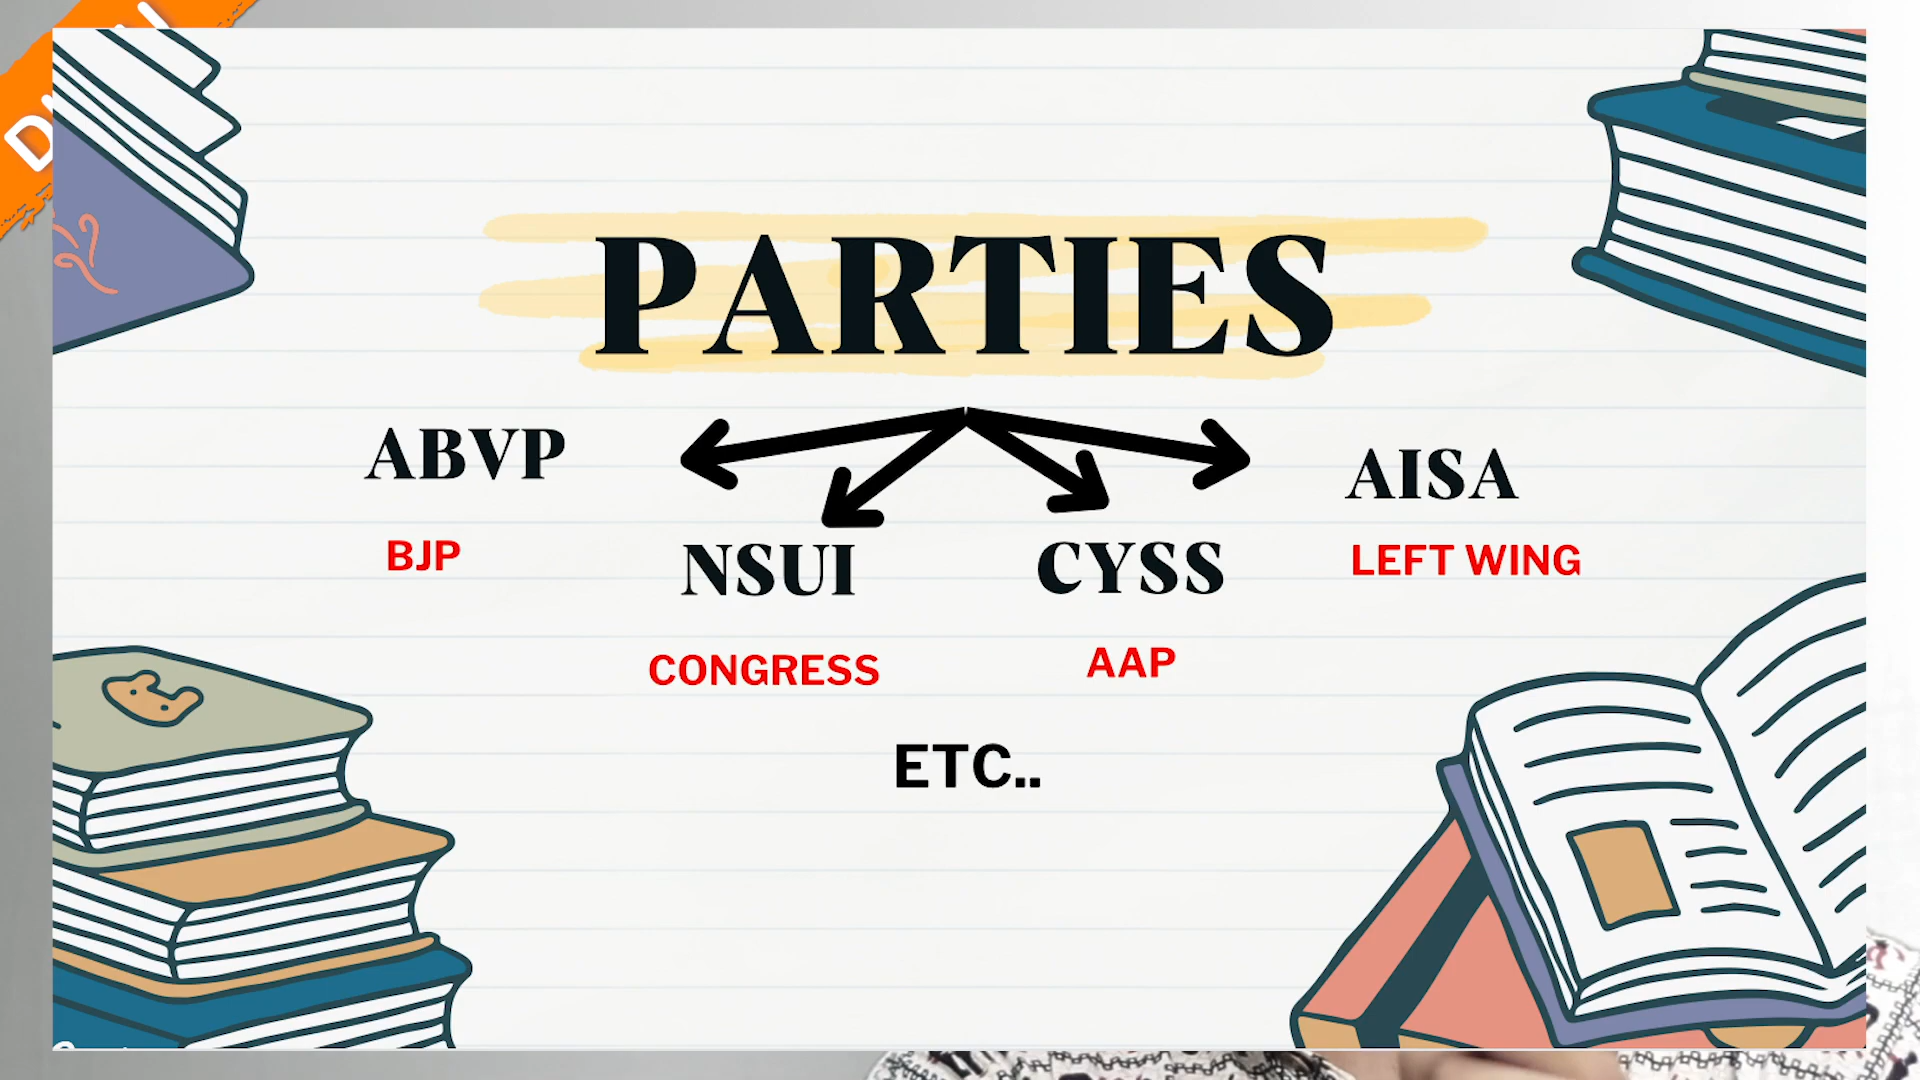 PARTIES
ABVP
BJP
NSUI
CONGRESS
CYSS
AAP
AISA
LEFT WING
ETC..